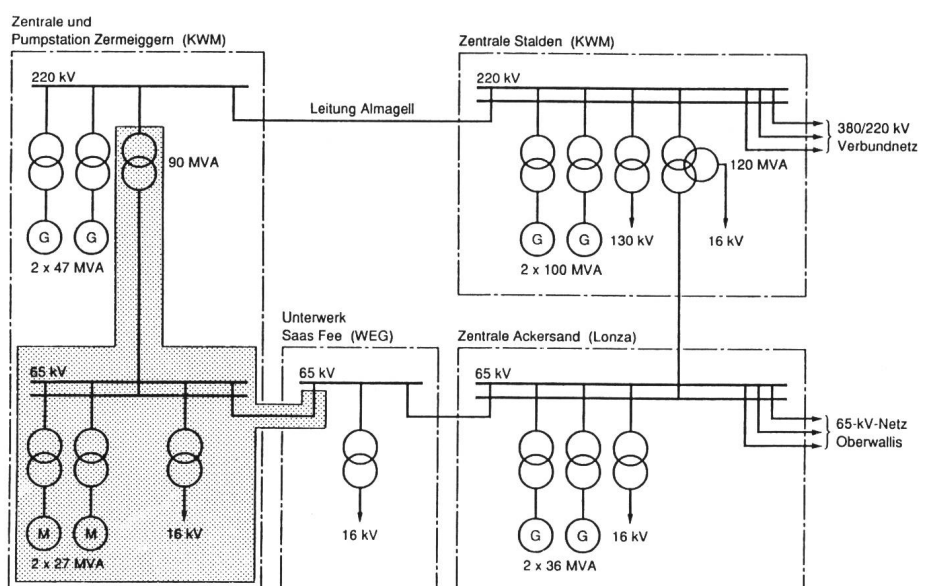 Zentrale und
Pumpstation Zermeiggern (KWM)
220 kV
90 MVA
G
G
2 x 47 MVA
Leitung Almagell
Zentrale Stalden (KWM)
220 kV
380/220 kV
Verbundnetz
120 MVA
G
G
130 kV
16 kV
2 x 100 MVA
65 kV
M
M
16 kV
2 x 27 MVA
Unterwerk
Saas Fee (WEG)
65 kV
16 kV
Zentrale Ackersand (Lonza)
65 kV
65-kV-Netz
Oberwallis
G
G
16 kV
2 x 36 MVA